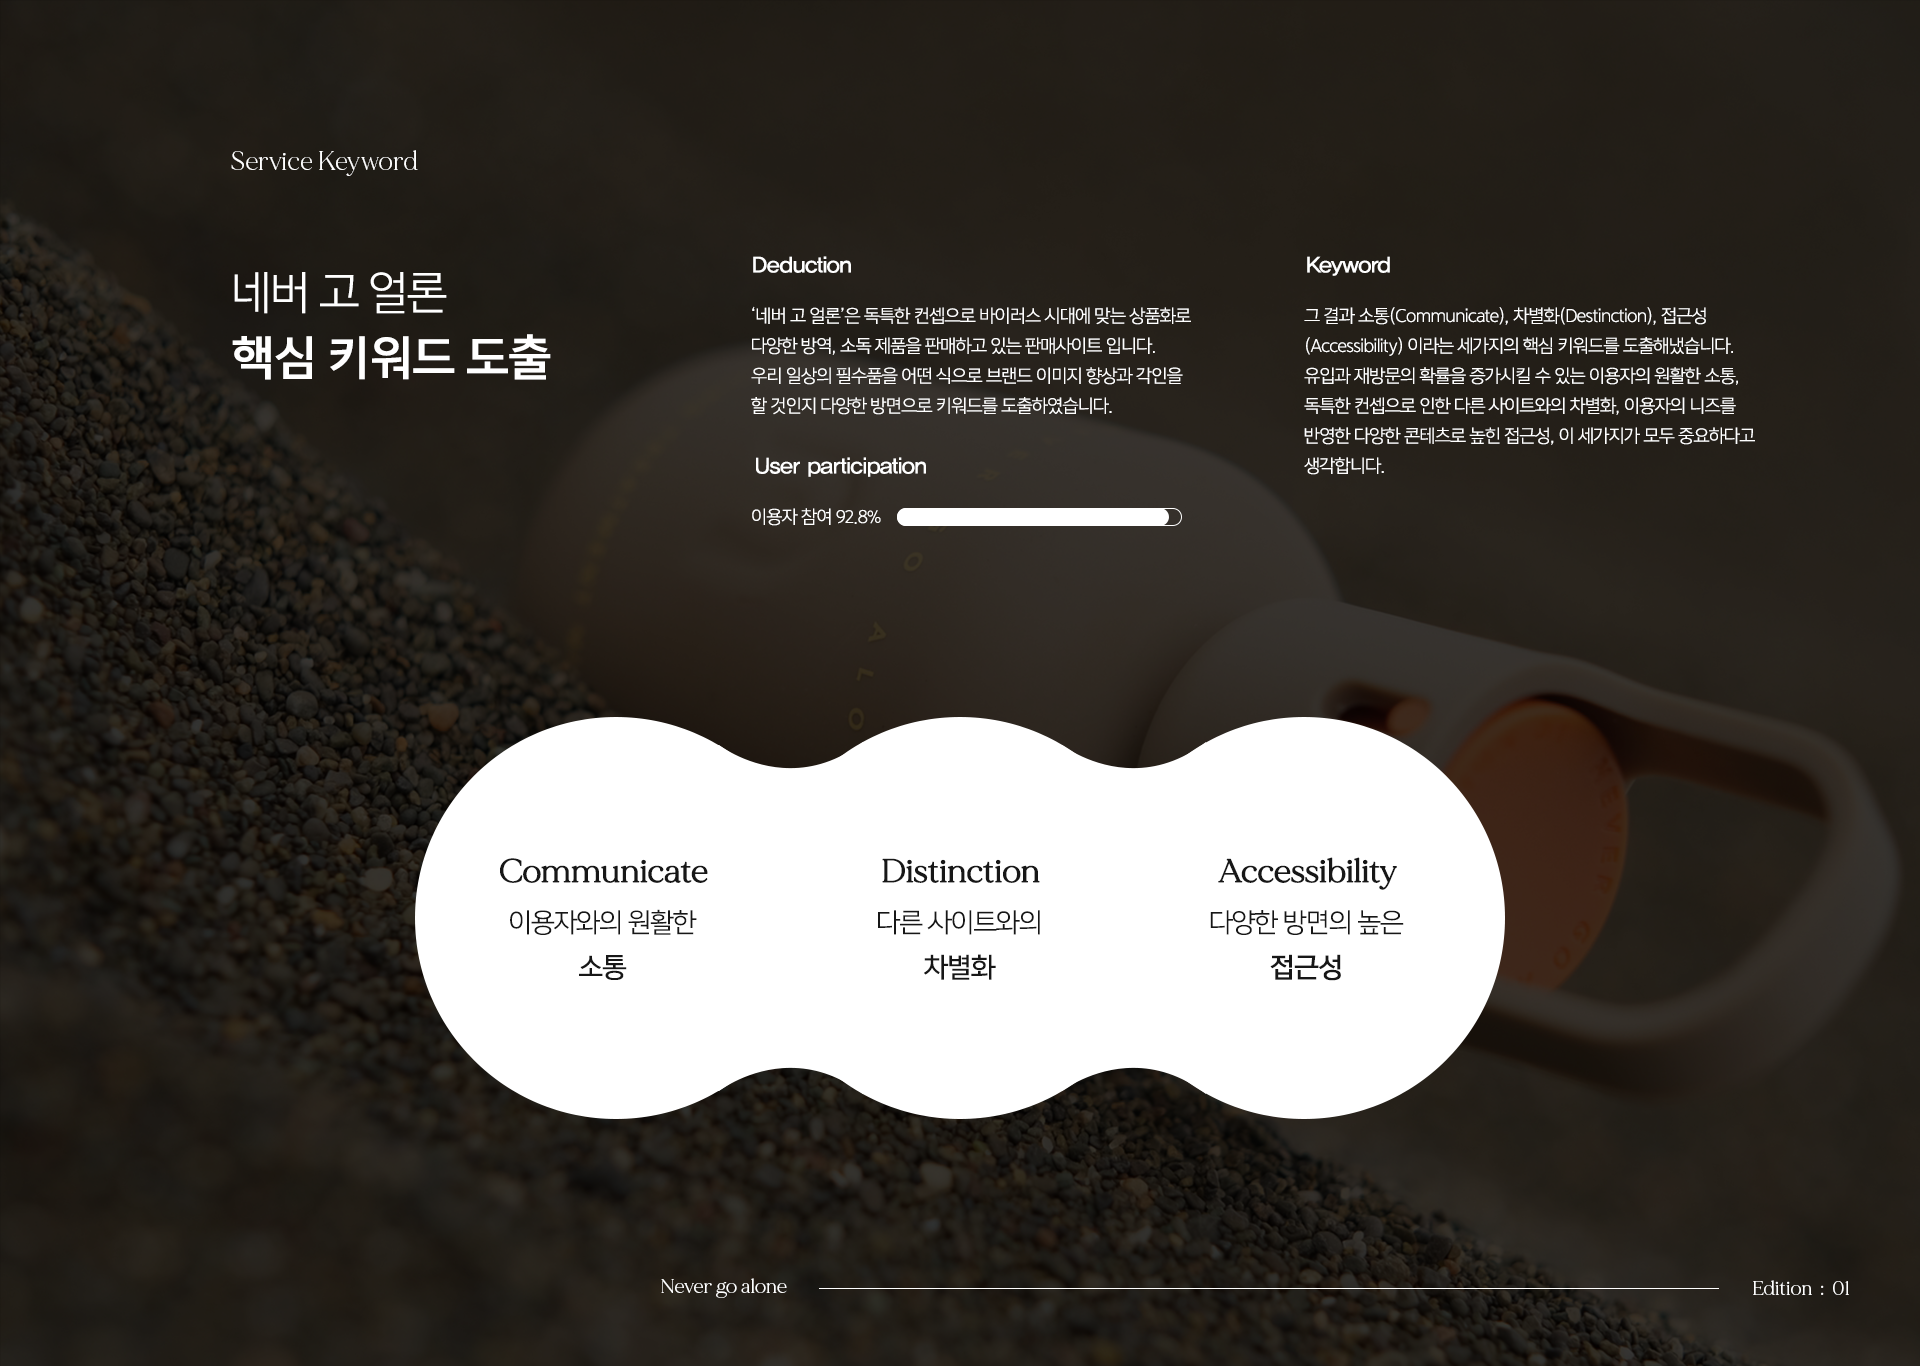 Service Keyword
네버 고 얼론
핵심 키워드 도출
Deduction
‘네버 고 얼론’은 독특한 컨셉으로 바이러스 시대에 맞는 상품화로
다양한 방역, 소독 제품을 판매하고 있는 판매사이트 입니다.
우리 일상의 필수품을 어떤 식으로 브랜드 이미지 향상과 각인을
할 것인지 다양한 방면으로 키워드를 도출하였습니다.
User participation
이용자 참여 92.8%
Keyword
그 결과 소통(Communicate), 차별화(Destinction), 접근성
(Accessibility) 이라는 세가지의 핵심 키워드를 도출해냈습니다.
유입과 재방문의 확률을 증가시킬 수 있는 이용자의 원활한 소통,
독특한 컨셉으로 인한 다른 사이트와의 차별화, 이용자의 니즈를
반영한 다양한 콘테츠로 높힌 접근성, 이 세가지가 모두 중요하다고
생각합니다.
Communicate
이용자와의 원활한
소통
Distinction
다른 사이트와의
차별화
Accessibility
다양한 방면의 높은
접근성
Never go alone
Edition : 01